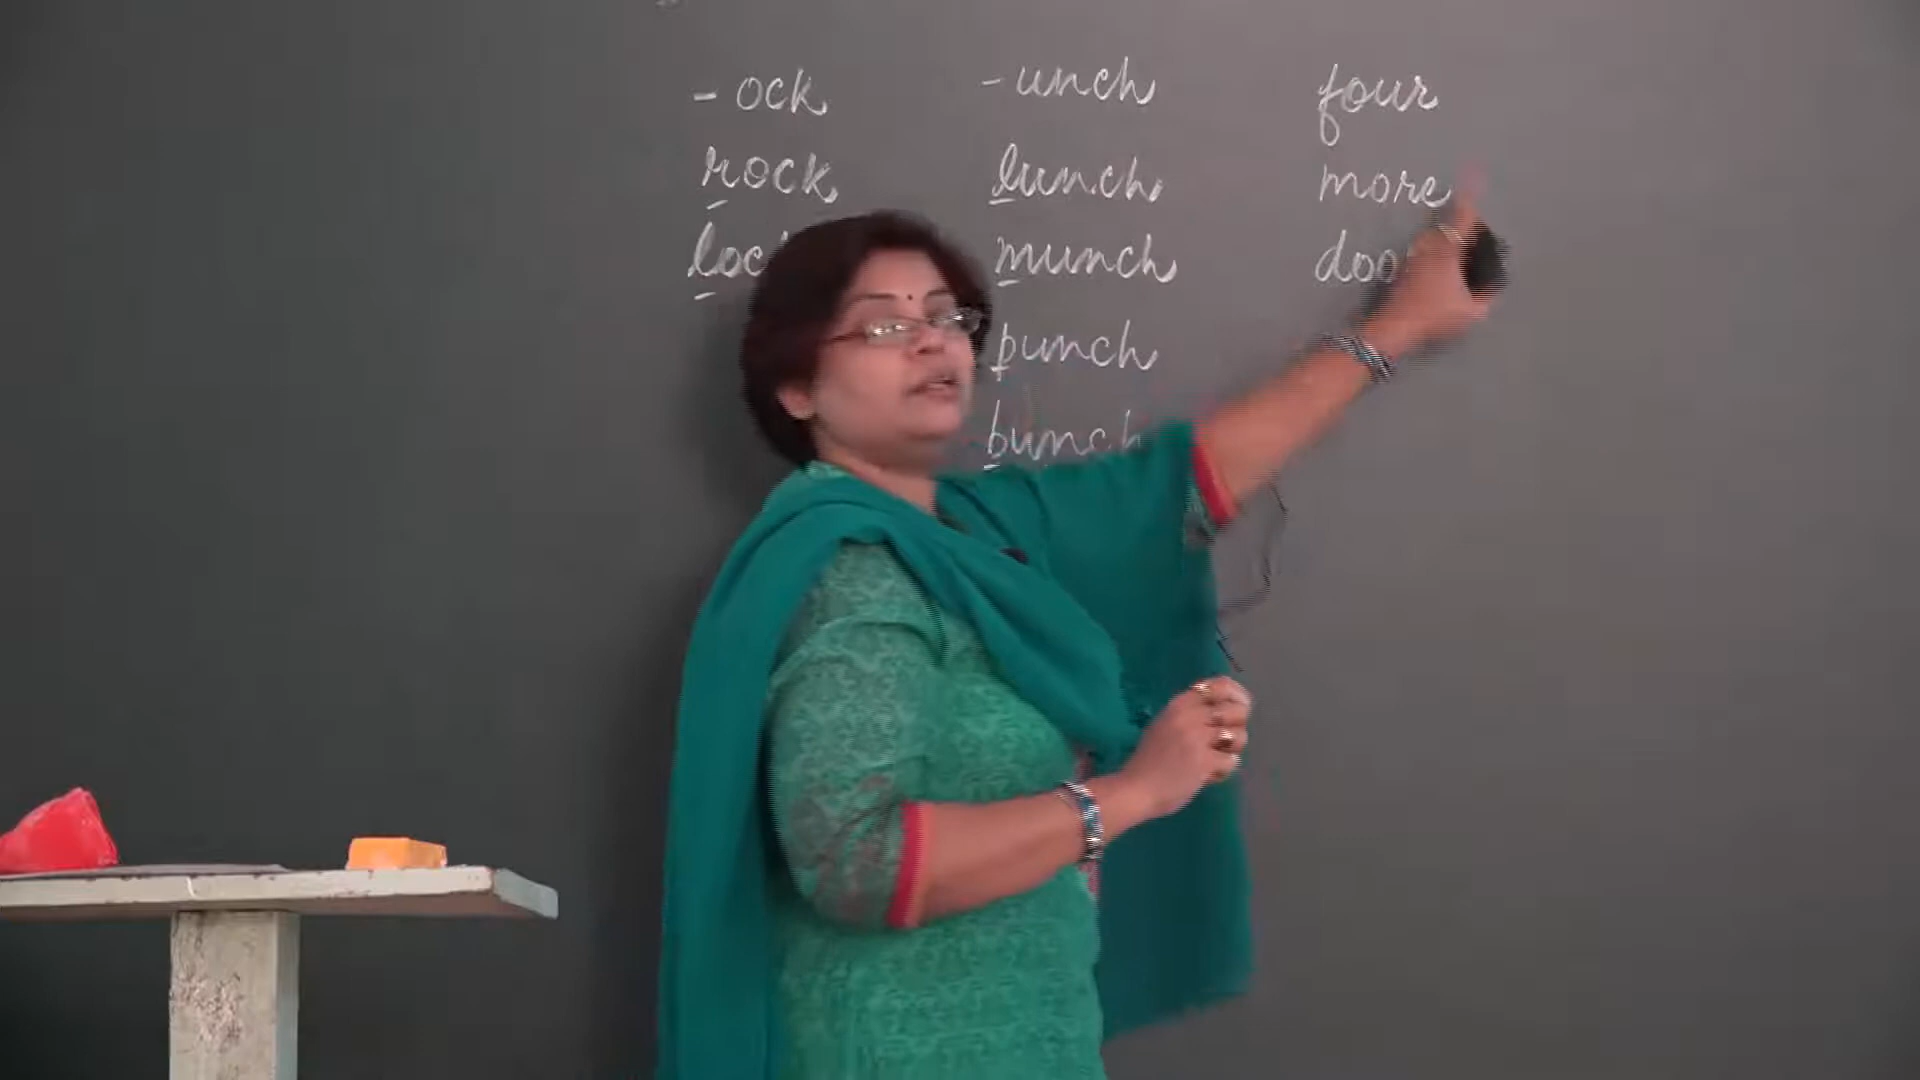 - ock
rock
- unch
lunch
munch
punch
bunch
four
more